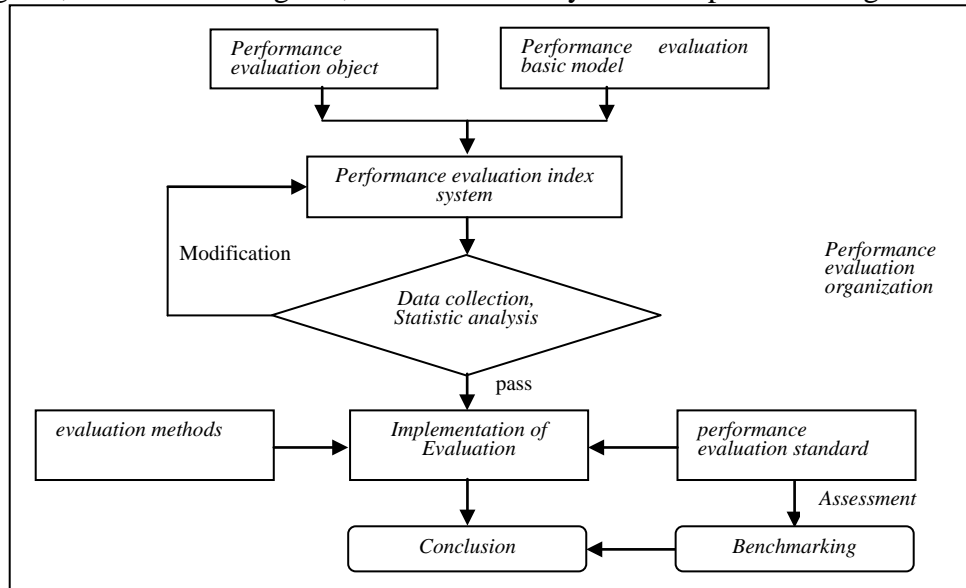 Performance
evaluation object
Performance evaluation
basic model
Performance evaluation index
system
Modification
Performance
evaluation
organization
Data collection,
Statistic analysis
pass
evaluation methods
Implementation of
Evaluation
performance
evaluation standard
Assessment
Conclusion
Benchmarking